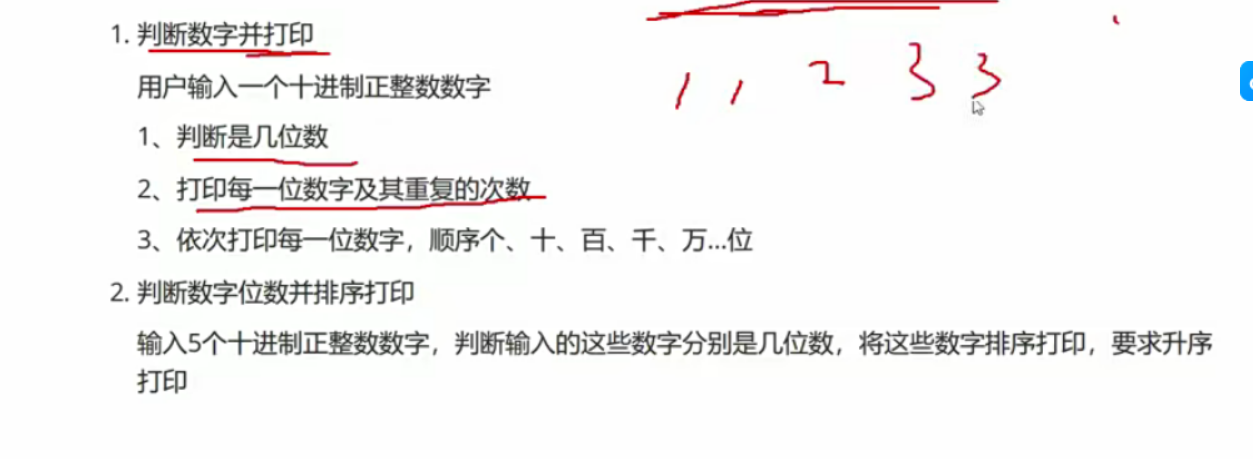 1. 判断数字并打印
1 1 2 3 3
用户输入一个十进制正整数数字
1、判断是几位数
2、打印每一位数字及其重复的次数
3、依次打印每一位数字，顺序个、十、百、千、万...位
2. 判断数字位数并排序打印
输入5个十进制正整数数字，判断输入的这些数字分别是几位数，将这些数字排序打印，要求升序
打印